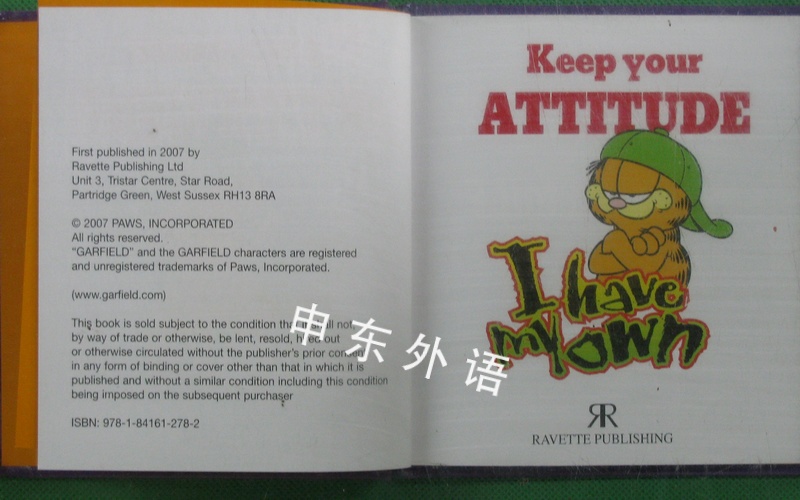 First published in 2007 by
Ravette Publishing Ltd
Unit 3, Tristar Centre, Star Road,
Partridge Green, West Sussex RH13 8RA
© 2007 PAWS, INCORPORATED
All rights reserved.
"GARFIELD" and the GARFIELD characters are registered
and unregistered trademarks of Paws, Incorporated.
(www.garfield.com)
This book is sold subject to the condition that it shall not,
by way of trade or otherwise, be lent, resold, hired out
or otherwise circulated without the publisher's prior consent
in any form of binding or cover other than that in which it is
published and without a similar condition including this condition
being imposed on the subsequent purchaser
ISBN: 978-1-84161-278-2
Keep your
ATTITUDE
I have
my own
RR
RAVETTE PUBLISHING
申东外语